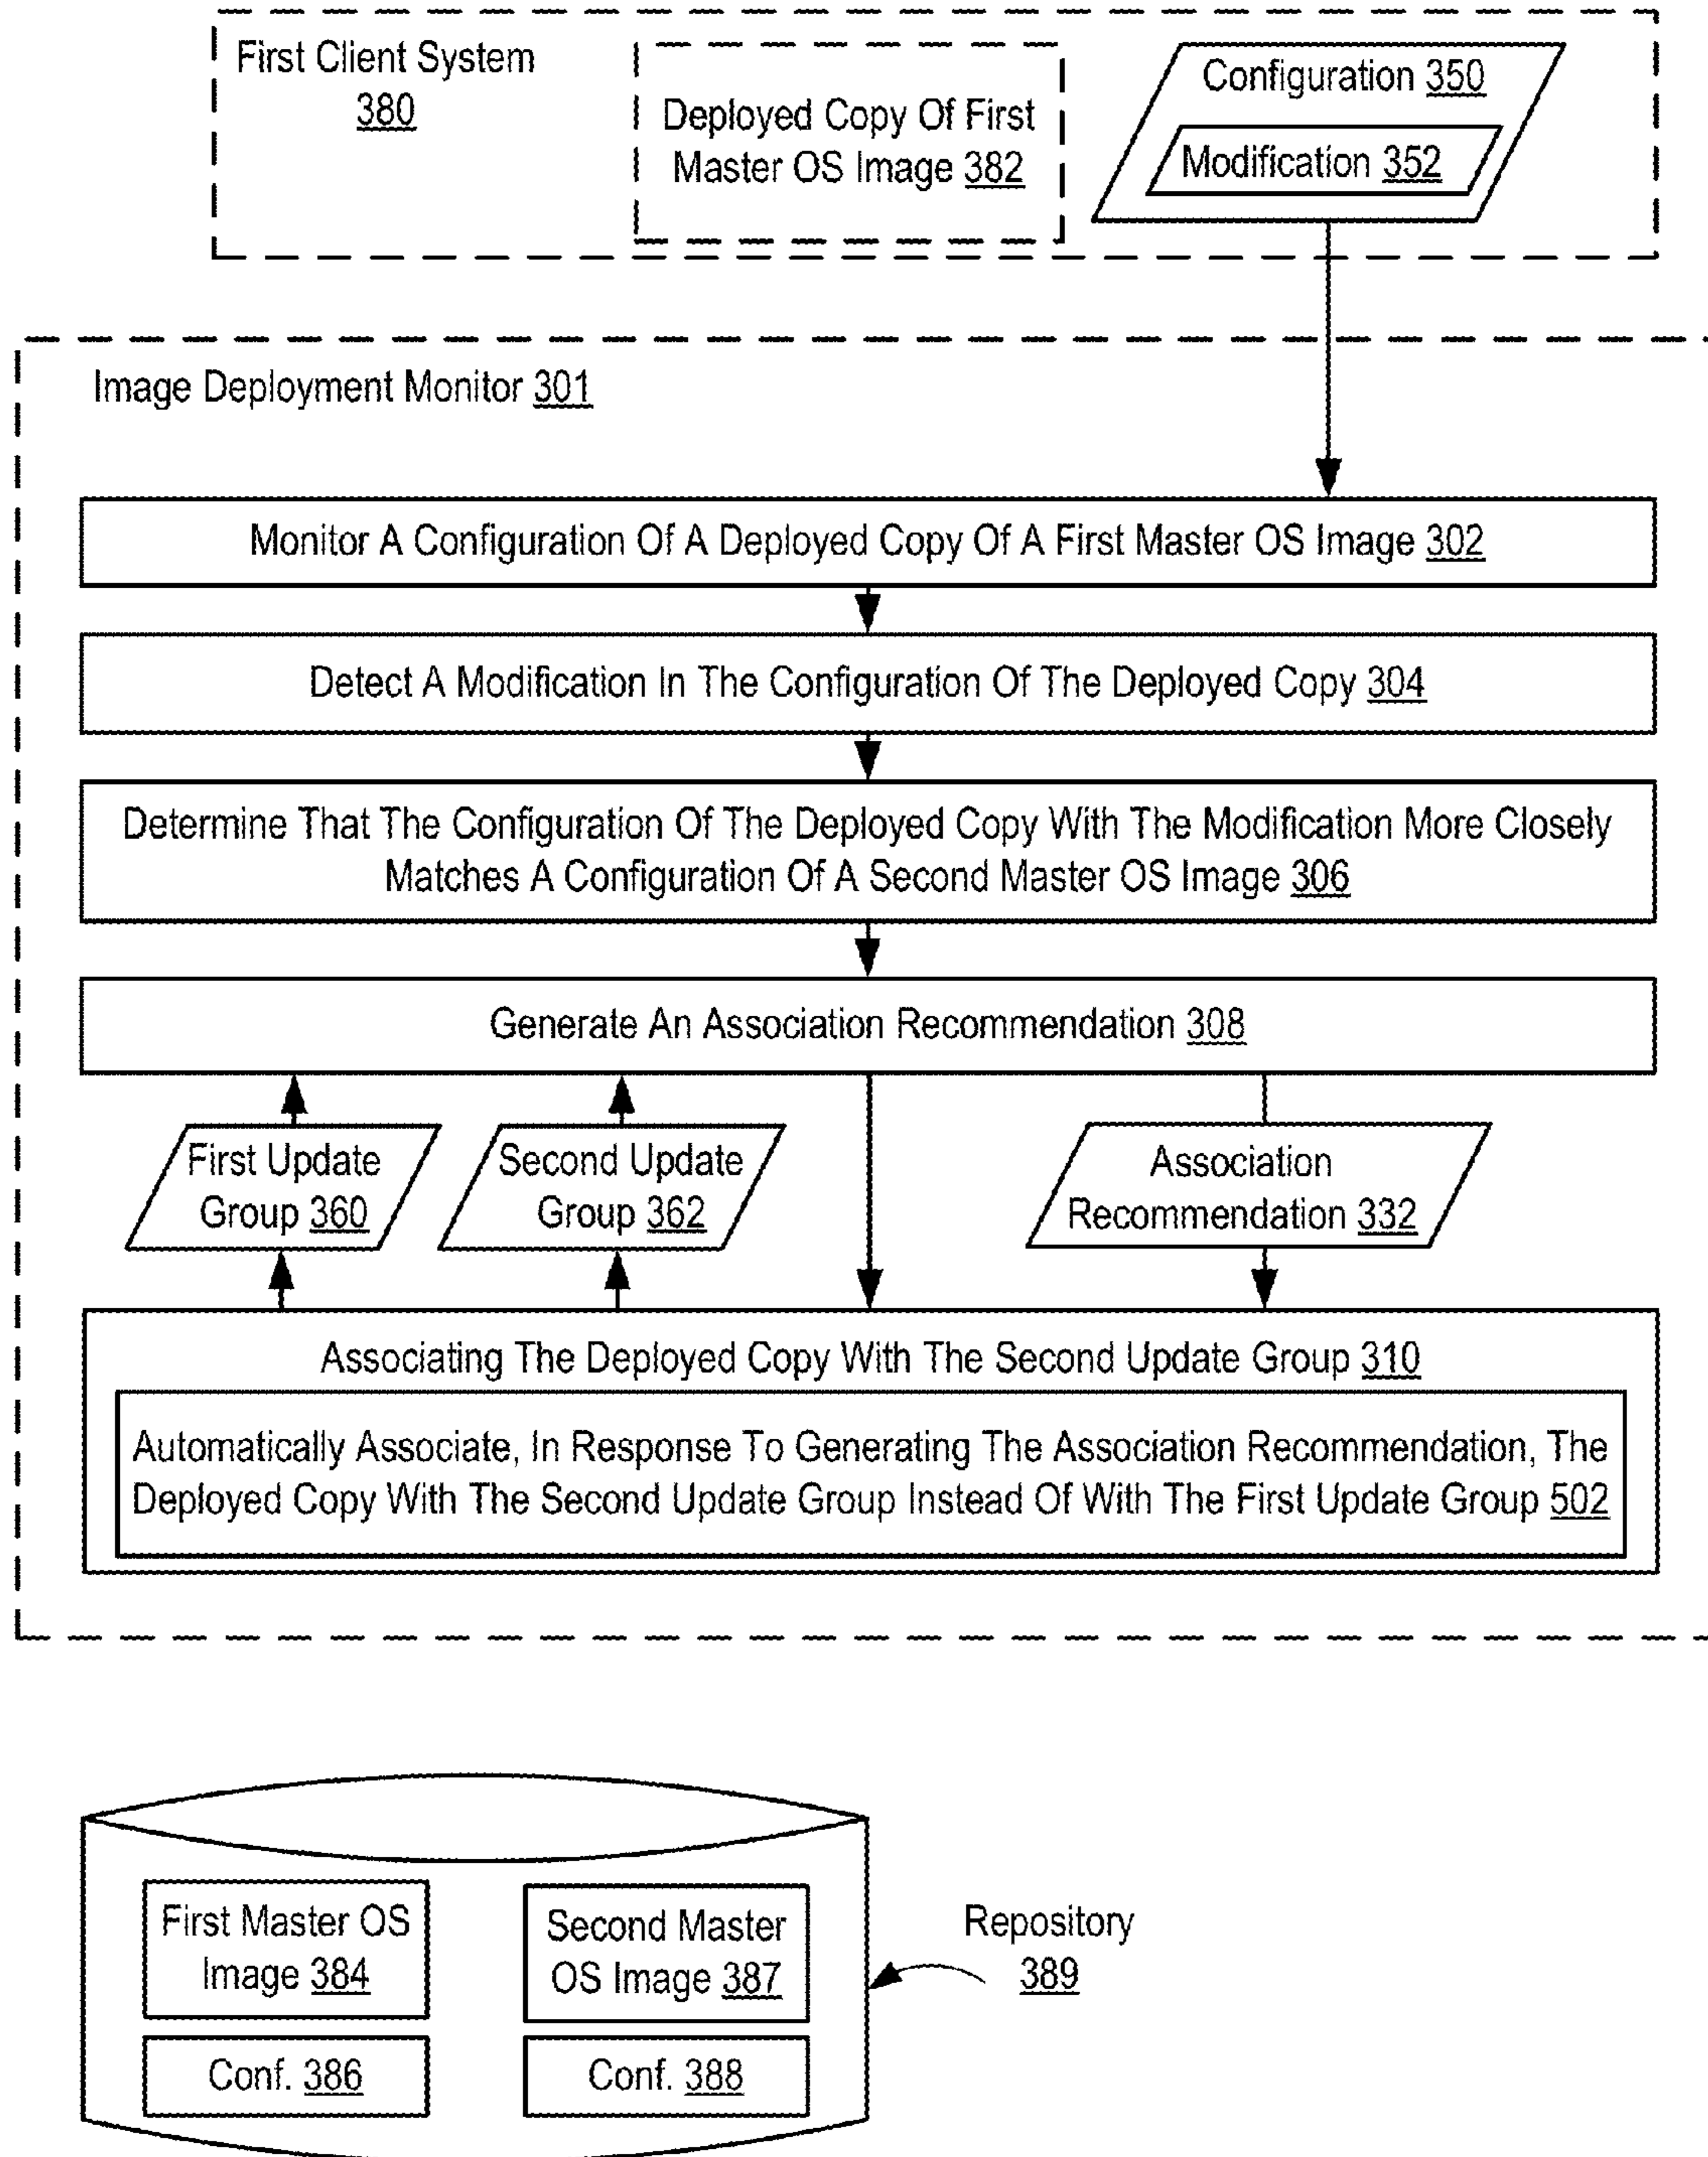 First Client System
380
Deployed Copy Of First
Master OS Image 382
Configuration 350
Modification 352
Image Deployment Monitor 301
Monitor A Configuration Of A Deployed Copy Of A First Master OS Image 302
Detect A Modification In The Configuration Of The Deployed Copy 304
Determine That The Configuration Of The Deployed Copy With The Modification More Closely
Matches A Configuration Of A Second Master OS Image 306
Generate An Association Recommendation 308
First Update
Group 360
Second Update
Group 362
Association
Recommendation 332
Associating The Deployed Copy With The Second Update Group 310
Automatically Associate, In Response To Generating The Association Recommendation, The
Deployed Copy With The Second Update Group Instead Of With The First Update Group 502
First Master OS
Image 384
Second Master
OS Image 387
Repository
389
Conf. 386
Conf. 388